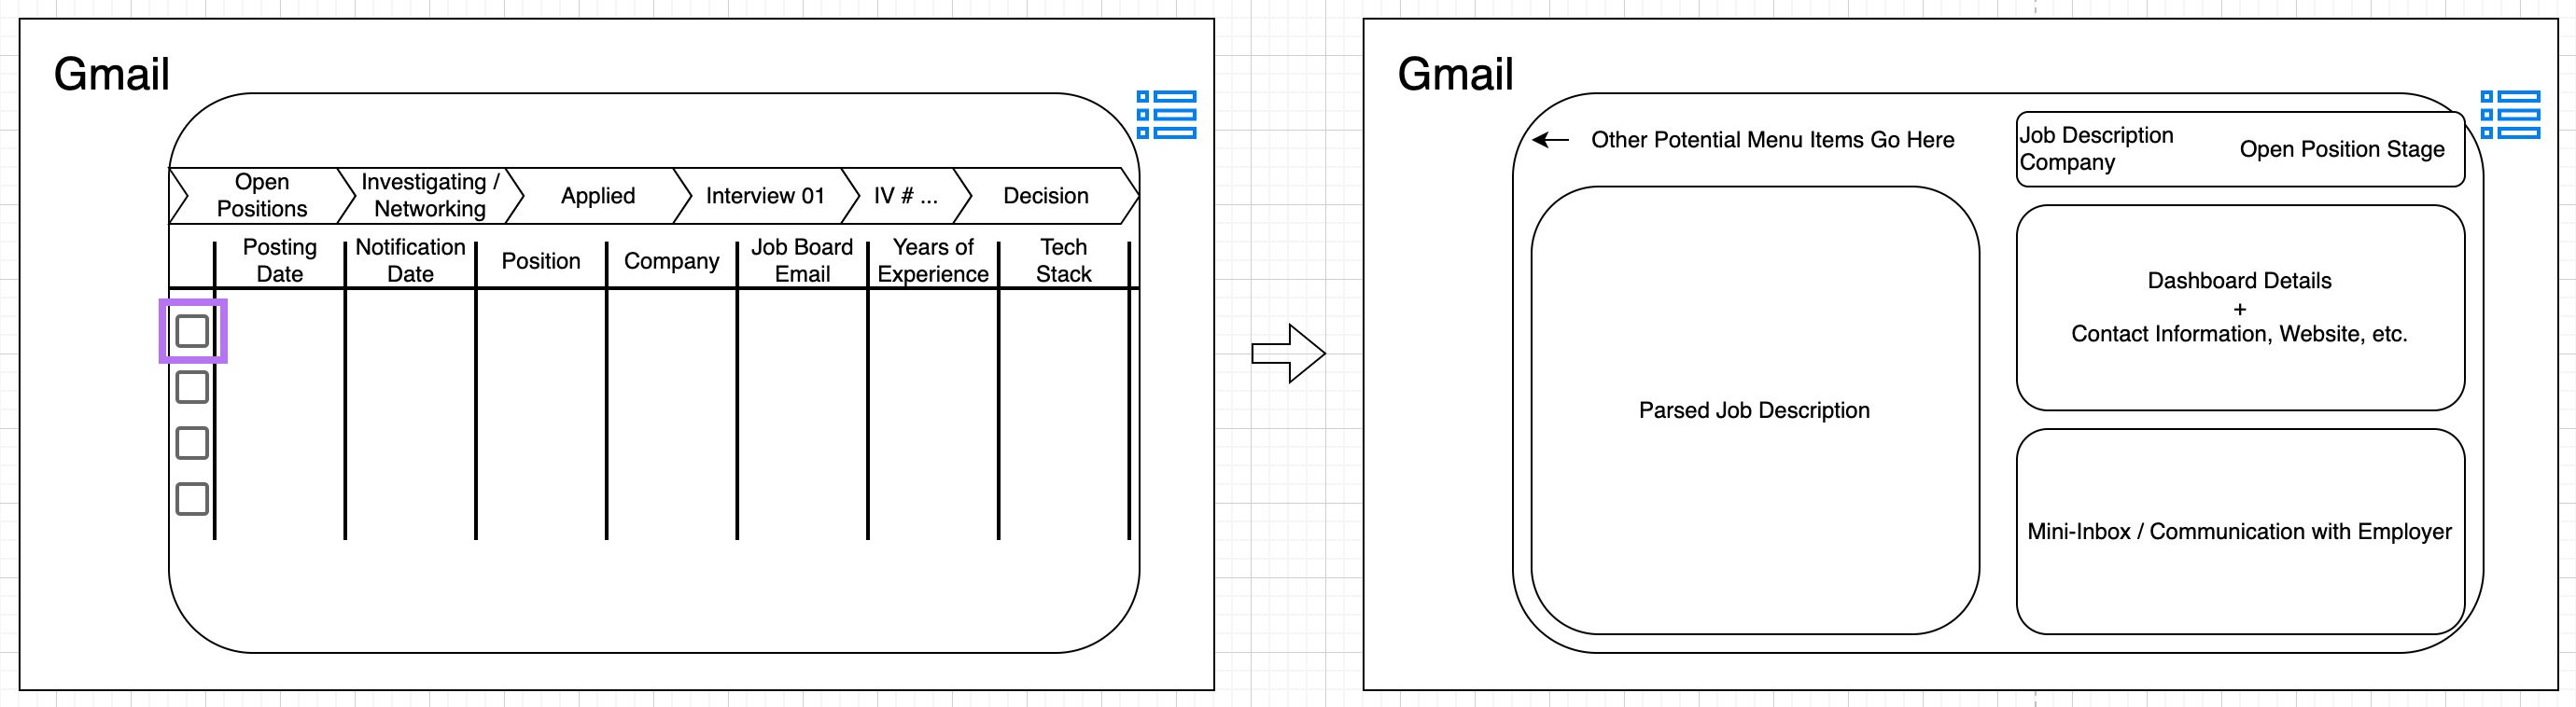 Gmail
Open
Positions
Investigating /
Networking
Applied
Interview 01
IV # ...
Decision
Posting
Date
Notification
Date
Position
Company
Job Board
Email
Years of
Experience
Tech
Stack
Gmail
Other Potential Menu Items Go Here
Job Description
Company
Open Position Stage
Parsed Job Description
Dashboard Details
+
Contact Information, Website, etc.
Mini-Inbox / Communication with Employer